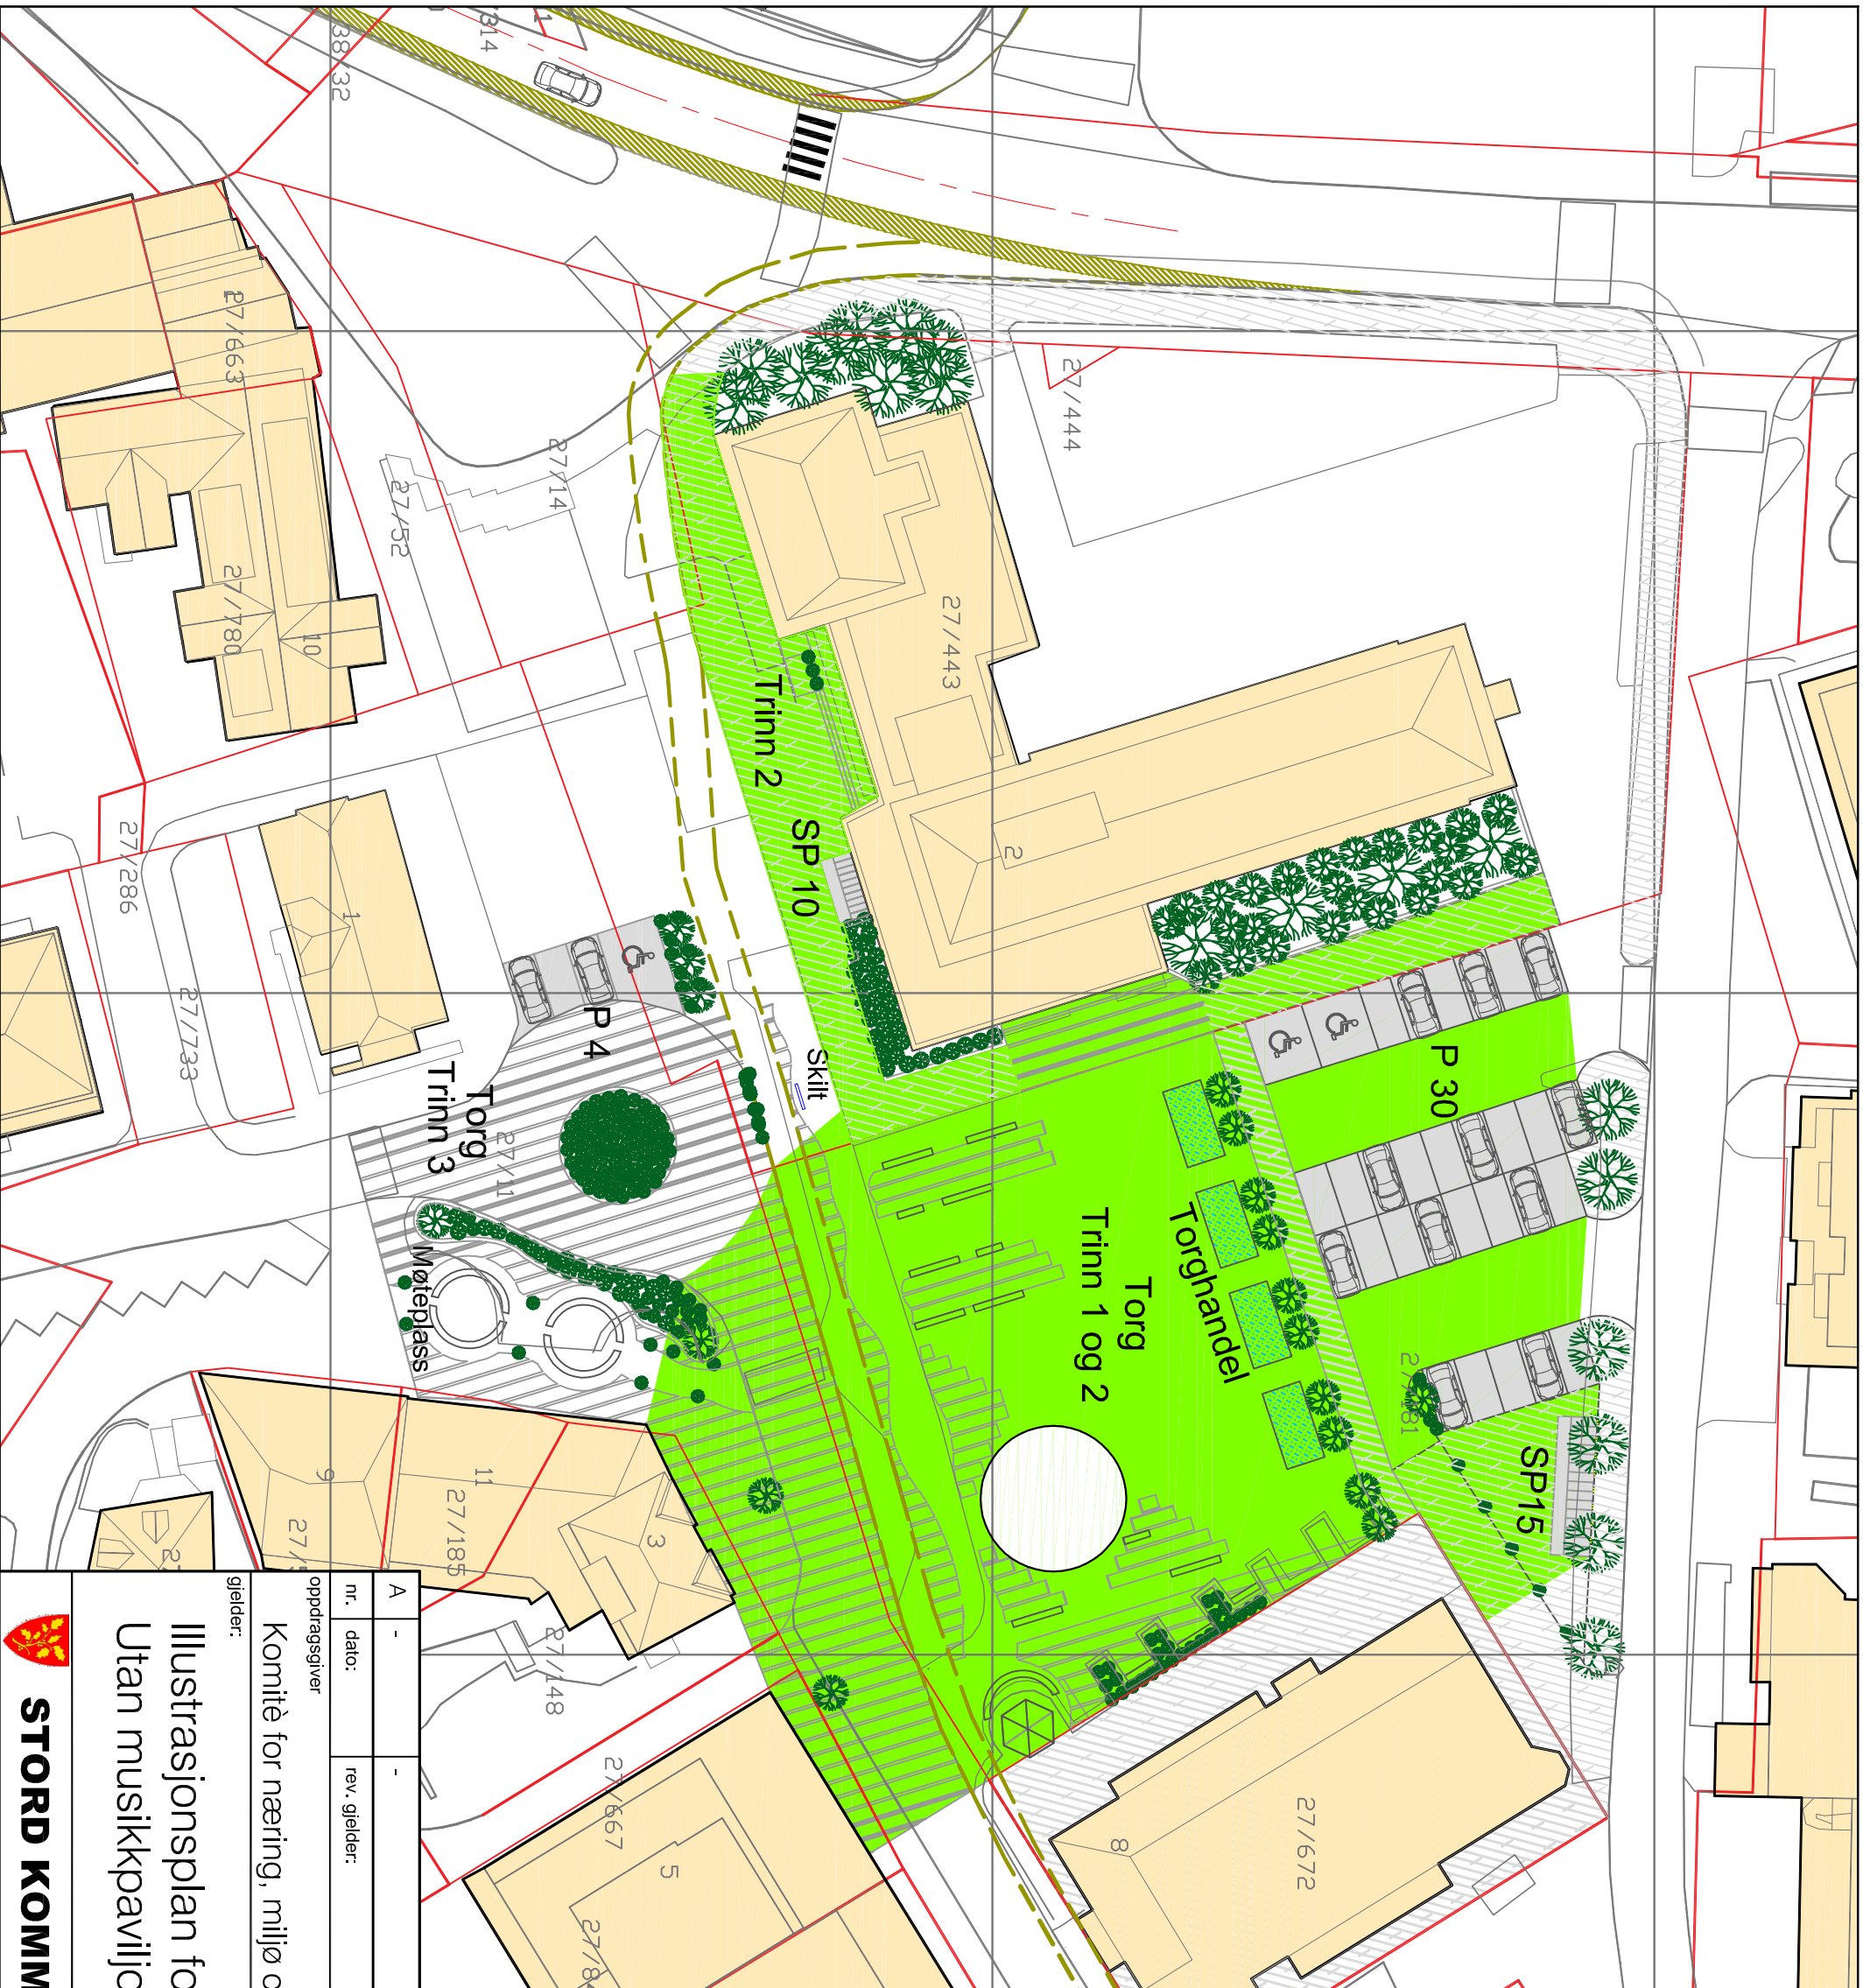 38/32
314
1
27/663
27/14
27/52
27/780
10
27/444
27/443
2
Trinn 2
SP 10
27/286
27/733
1
P 4
Skilt
P 30
Torg
Trinn 3
27/11
Møteplass
Torghandel
Torg
Trinn 1 og 2
SP15
9
11
27/185
3
27/148
27/667
5
27/672
8
A - -
nr. dato: rev. gjelder:
oppdragsgiver
Komitè for næring, miljø o
gjelder:
Illustrasjonsplan fo
Utan musikkpaviljo
STORD KOMM